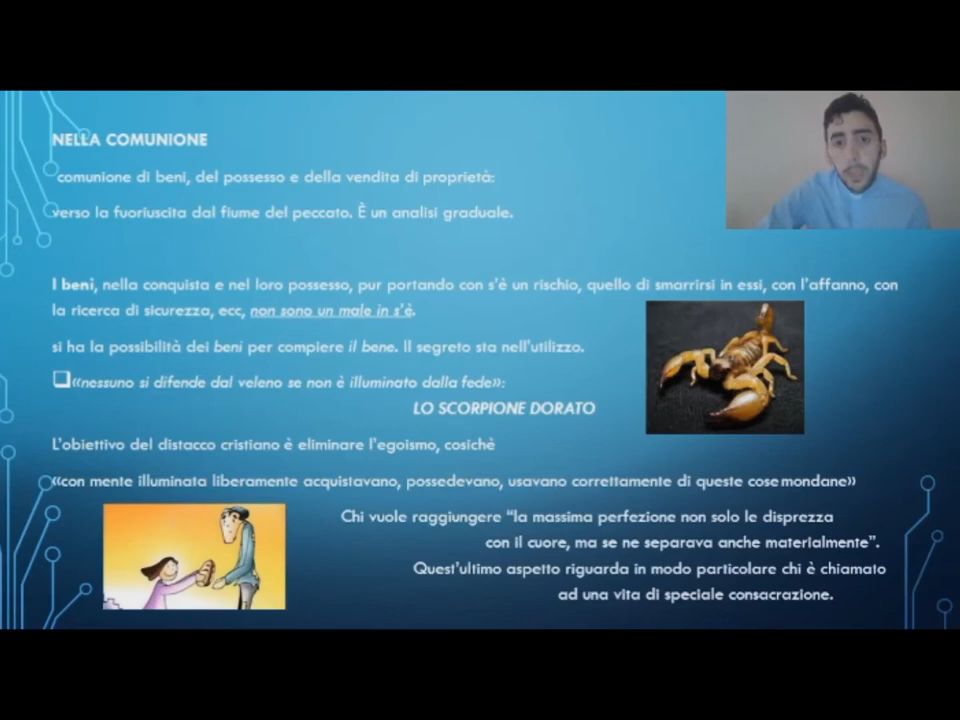 NELLA COMUNIONE
comunione di beni, del possesso e della vendita di proprietà:
verso la fuoriuscita dal fiume del peccato. È un analisi graduale.
I beni, nella conquista e nel loro possesso, pur portando con s'è un rischio, quello di smarrirsi in essi, con l'affanno, con
la ricerca di sicurezza, ecc, non sono un male in s'è.
si ha la possibilità dei beni per compiere il bene. Il segreto sta nell'utilizzo.
«nessuno si difende dal veleno se non è illuminato dalla fede»:
LO SCORPIONE DORATO
L'obiettivo del distacco cristiano è eliminare l'egoismo, cosichè
«con mente illuminata liberamente acquistavano, possedevano, usavano correttamente di queste cose mondane»
Chi vuole raggiungere “la massima perfezione non solo le disprezza
con il cuore, ma se ne separava anche materialmente”.
Quest'ultimo aspetto riguarda in modo particolare chi è chiamato
ad una vita di speciale consacrazione.